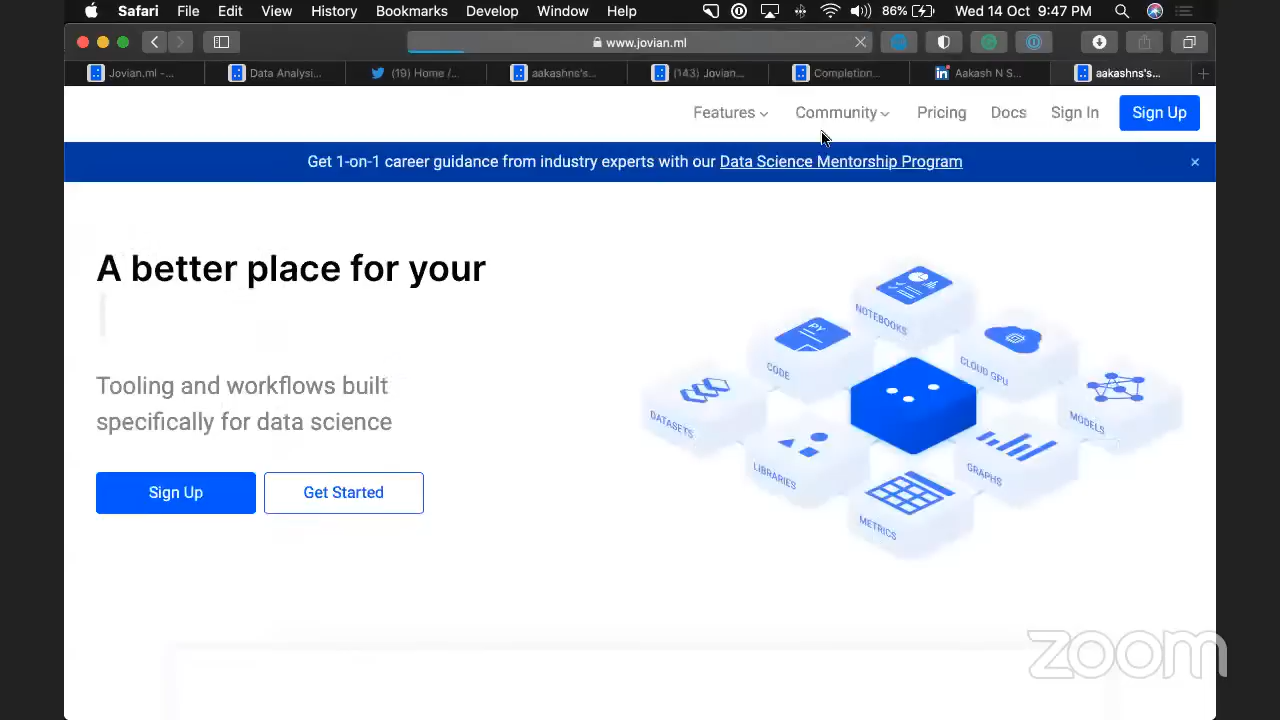 Safari File Edit View History Bookmarks Develop Window Help 86% Wed 14 Oct 9:47 PM
www.jovian.ml
Jovian.ml -... Data Analysi... (19) Home /... aakashns's... (143) Jovian... Completion... Aakash N S... aakashns's...
Features Community Pricing Docs Sign In Sign Up
Get 1-on-1 career guidance from industry experts with our Data Science Mentorship Program
A better place for your
Tooling and workflows built
specifically for data science
Sign Up Get Started
NOTEBOOKS
PY
CODE
CLOUD GPU
DATASETS
MODELS
LIBRARIES
GRAPHS
METRICS
zoom